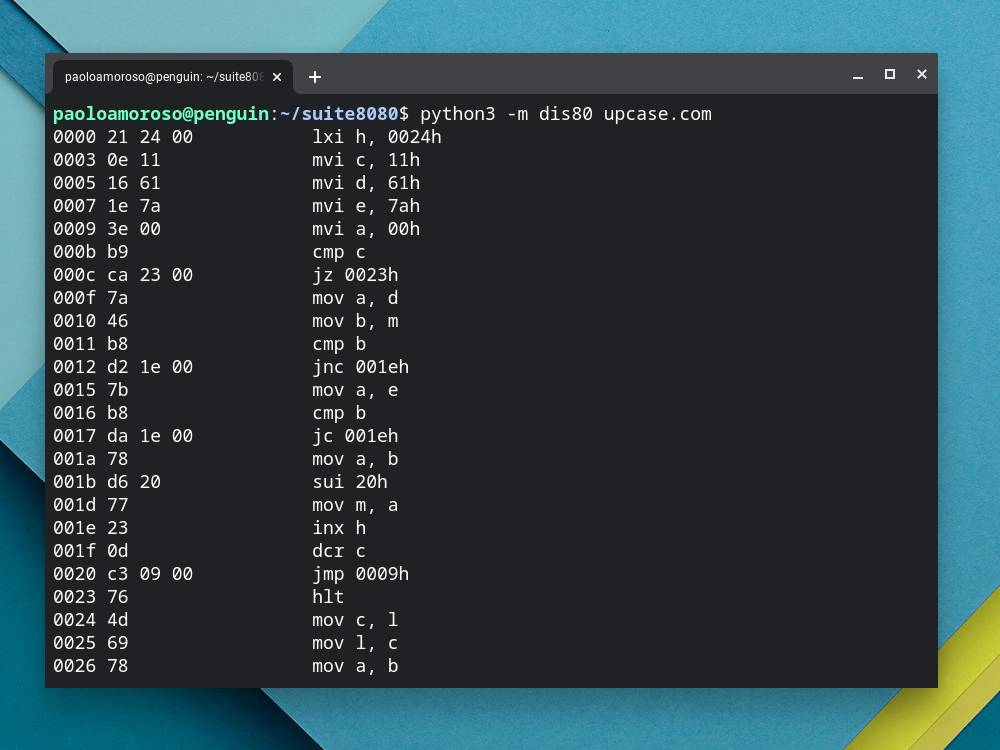 paoloamoroso@penguin: ~/suite808
paoloamoroso@penguin:~/suite8080$ python3 -m dis80 upcase.com
0000 21 24 00           lxi h, 0024h
0003 0e 11              mvi c, 11h
0005 16 61              mvi d, 61h
0007 1e 7a              mvi e, 7ah
0009 3e 00              mvi a, 00h
000b b9                 cmp c
000c ca 23 00           jz 0023h
000f 7a                 mov a, d
0010 46                 mov b, m
0011 b8                 cmp b
0012 d2 1e 00           jnc 001eh
0015 7b                 mov a, e
0016 b8                 cmp b
0017 da 1e 00           jc 001eh
001a 78                 mov a, b
001b d6 20              sui 20h
001d 77                 mov m, a
001e 23                 inx h
001f 0d                 dcr c
0020 c3 09 00           jmp 0009h
0023 76                 hlt
0024 4d                 mov c, l
0025 69                 mov l, c
0026 78                 mov a, b